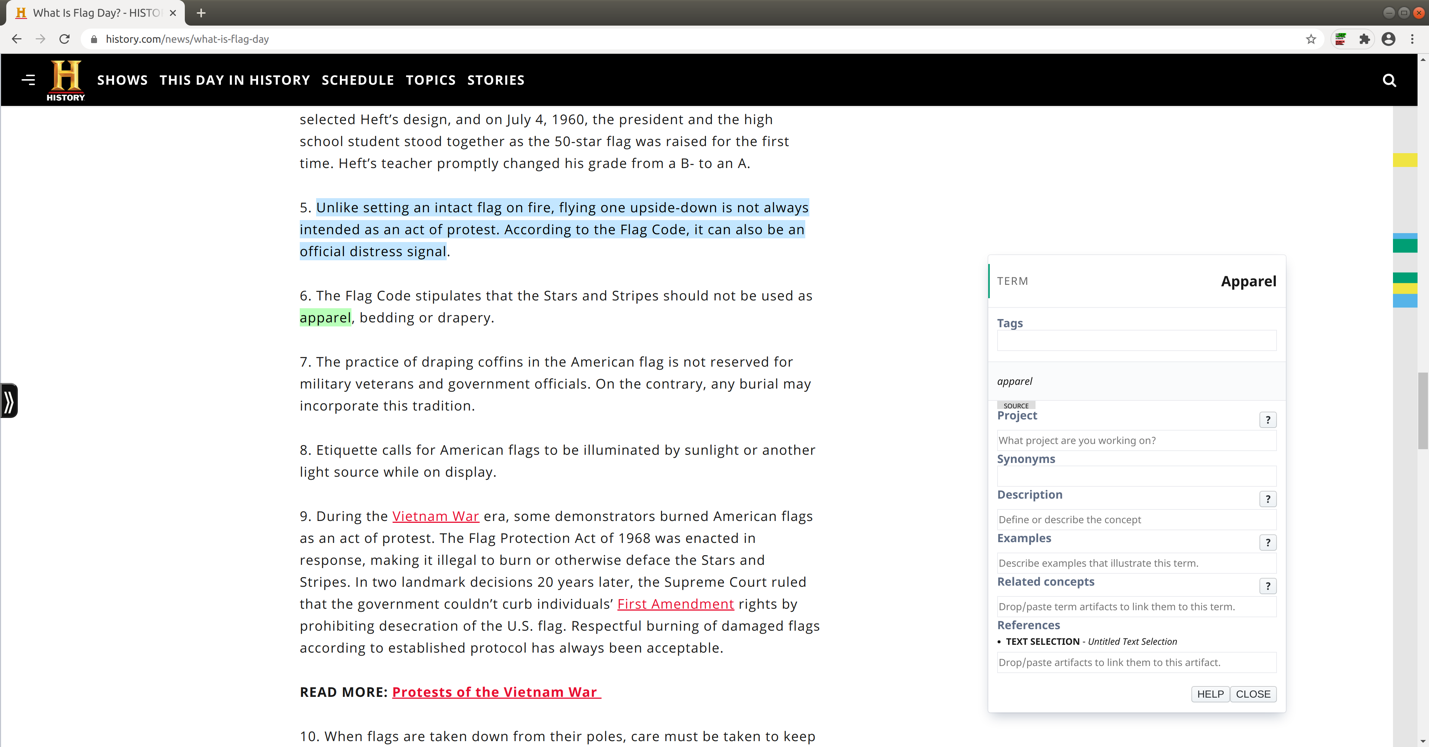 What Is Flag Day? - HISTO
history.com/news/what-is-flag-day
H
HISTORY
SHOWS THIS DAY IN HISTORY SCHEDULE TOPICS STORIES
selected Heft’s design, and on July 4, 1960, the president and the high
school student stood together as the 50-star flag was raised for the first
time. Heft’s teacher promptly changed his grade from a B- to an A.
5. Unlike setting an intact flag on fire, flying one upside-down is not always
intended as an act of protest. According to the Flag Code, it can also be an
official distress signal.
6. The Flag Code stipulates that the Stars and Stripes should not be used as
apparel, bedding or drapery.
7. The practice of draping coffins in the American flag is not reserved for
military veterans and government officials. On the contrary, any burial may
incorporate this tradition.
8. Etiquette calls for American flags to be illuminated by sunlight or another
light source while on display.
9. During the Vietnam War era, some demonstrators burned American flags
as an act of protest. The Flag Protection Act of 1968 was enacted in
response, making it illegal to burn or otherwise deface the Stars and
Stripes. In two landmark decisions 20 years later, the Supreme Court ruled
that the government couldn’t curb individuals’ First Amendment rights by
prohibiting desecration of the U.S. flag. Respectful burning of damaged flags
according to established protocol has always been acceptable.
READ MORE: Protests of the Vietnam War
10. When flags are taken down from their poles, care must be taken to keep
TERM Apparel
Tags
apparel
SOURCE
Project ?
What project are you working on?
Synonyms
Description ?
Define or describe the concept
Examples ?
Describe examples that illustrate this term.
Related concepts ?
Drop/paste term artifacts to link them to this term.
References
• TEXT SELECTION - Untitled Text Selection
Drop/paste artifacts to link them to this artifact.
HELP CLOSE